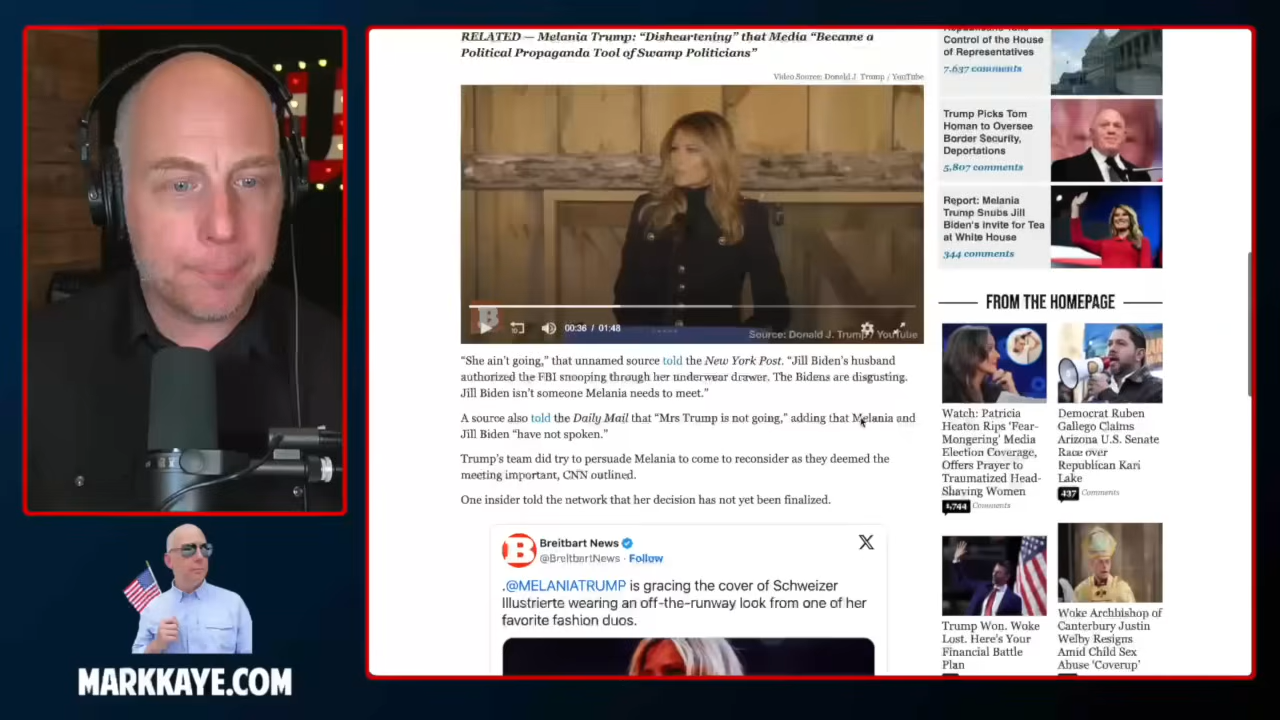 RELATED — Melania Trump: “Disheartening” that Media “Became a
Political Propaganda Tool of Swamp Politicians”
Video Source: Donald J. Trump / YouTube
B
10
00:36 / 01:48
Source: Donald J. Trump / YouTube
“She ain’t going,” that unnamed source told the New York Post. “Jill Biden’s husband
authorized the FBI snooping through her underwear drawer. The Bidens are disgusting.
Jill Biden isn’t someone Melania needs to meet.”
A source also told the Daily Mail that “Mrs Trump is not going,” adding that Melania and
Jill Biden “have not spoken.”
Trump’s team did try to persuade Melania to come to reconsider as they deemed the
meeting important, CNN outlined.
One insider told the network that her decision has not yet been finalized.
B
Breitbart News
@BreitbartNews · Follow
X
.@MELANIATRUMP is gracing the cover of Schweizer
Illustrierte wearing an off-the-runway look from one of her
favorite fashion duos.
Control of the House
of Representatives
7,637 comments
Trump Picks Tom
Homan to Oversee
Border Security,
Deportations
5,807 comments
Report: Melania
Trump Snubs Jill
Biden's Invite for Tea
at White House
344 comments
FROM THE HOMEPAGE
Watch: Patricia
Heaton Rips 'Fear-
Mongering' Media
Election Coverage,
Offers Prayer to
Traumatized Head-
Shaving Women
1,744 Comments
Democrat Ruben
Gallego Claims
Arizona U.S. Senate
Race over
Republican Kari
Lake
437 Comments
Trump Won. Woke
Lost. Here's Your
Financial Battle
Plan
Woke Archbishop of
Canterbury Justin
Welby Resigns
Amid Child Sex
Abuse 'Coverup'
MARKKAYE.COM